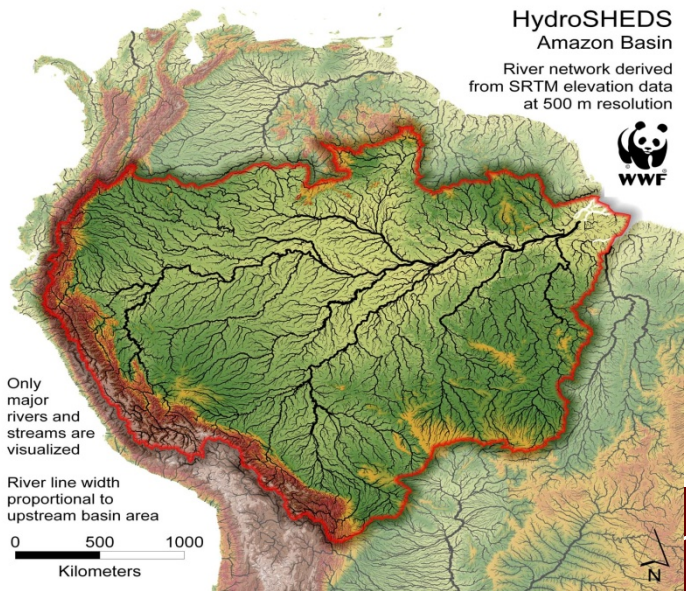 HydroSHEDS
Amazon Basin
River network derived
from SRTM elevation data
at 500 m resolution
WWF
Only
major
rivers and
streams are
visualized
River line width
proportional to
upstream basin area
0 500 1000
Kilometers
N